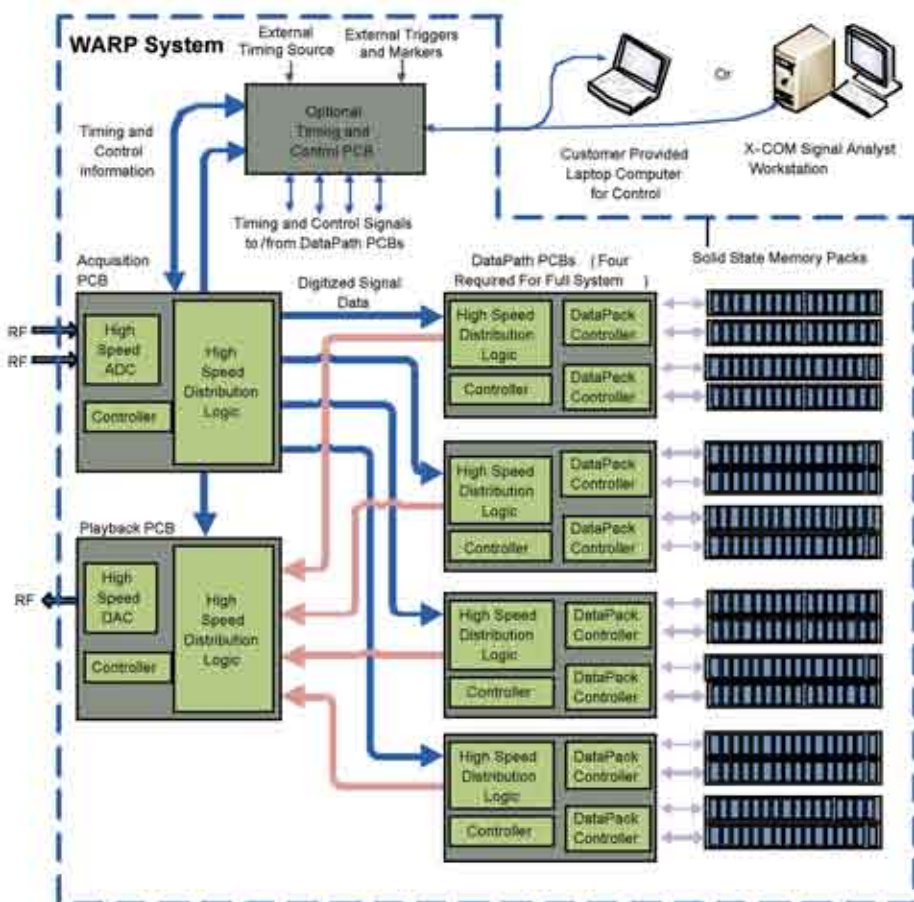 WARP System
External
Timing Source
External Triggers
and Markers
Optional
Timing and
Control PCB
Timing and
Control
Information
Timing and Control Signals
to /from DataPath PCBs
Or
Customer Provided
Laptop Computer
for Control
X-COM Signal Analyst
Workstation
Acquisition
PCB
Digitized Signal
Data
DataPath PCBs ( Four
Required For Full System )
Solid State Memory Packs
RF
RF
High
Speed
ADC
Controller
High
Speed
Distribution
Logic
High Speed
Distribution
Logic
Controller
DataPack
Controller
DataPack
Controller
High Speed
Distribution
Logic
Controller
DataPack
Controller
DataPack
Controller
Playback PCB
RF
High
Speed
DAC
Controller
High
Speed
Distribution
Logic
High Speed
Distribution
Logic
Controller
DataPack
Controller
DataPack
Controller
High Speed
Distribution
Logic
Controller
DataPack
Controller
DataPack
Controller